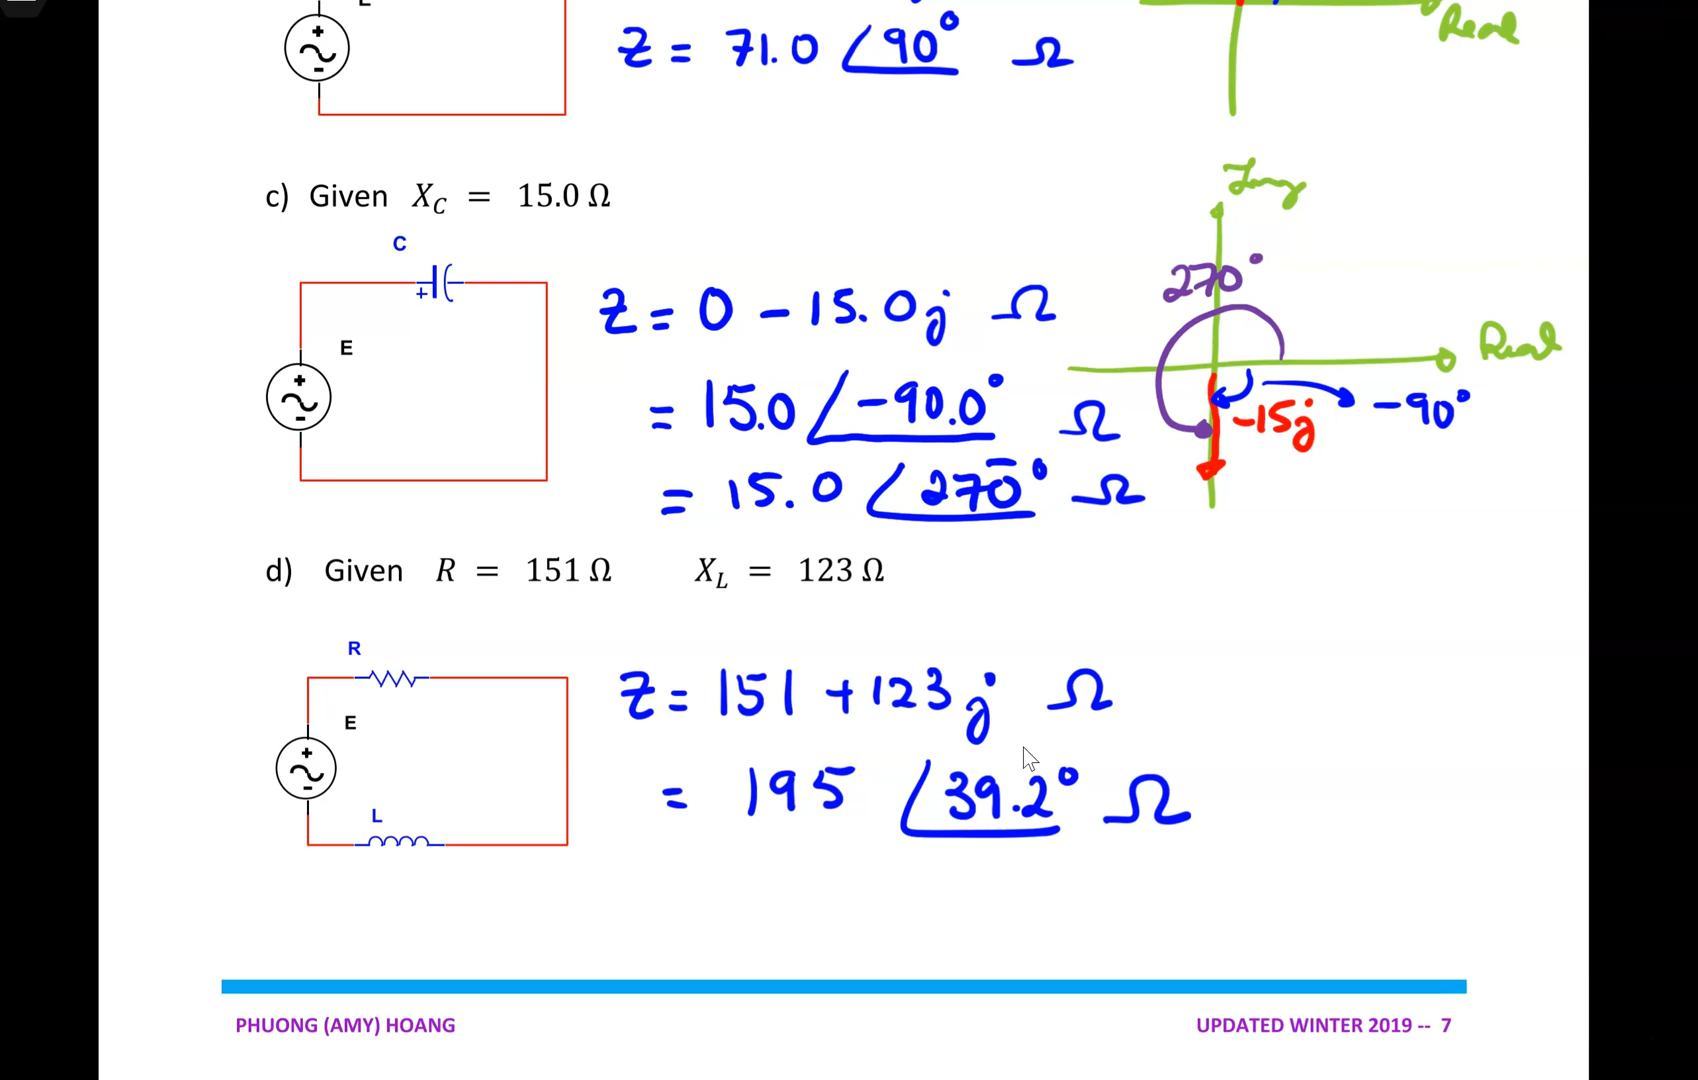 Z = 71.0 ∠90° Ω
Real
c) Given X_C = 15.0 Ω
C
+
E
+
-
Z = 0 - 15.0j Ω
= 15.0 ∠-90.0° Ω
= 15.0 ∠270̄° Ω
Imag
270°
Real
-15j
-90°
d) Given R = 151 Ω X_L = 123 Ω
R
E
+
-
L
Z = 151 + 123j Ω
= 195 ∠39.2° Ω
PHUONG (AMY) HOANG
UPDATED WINTER 2019 -- 7